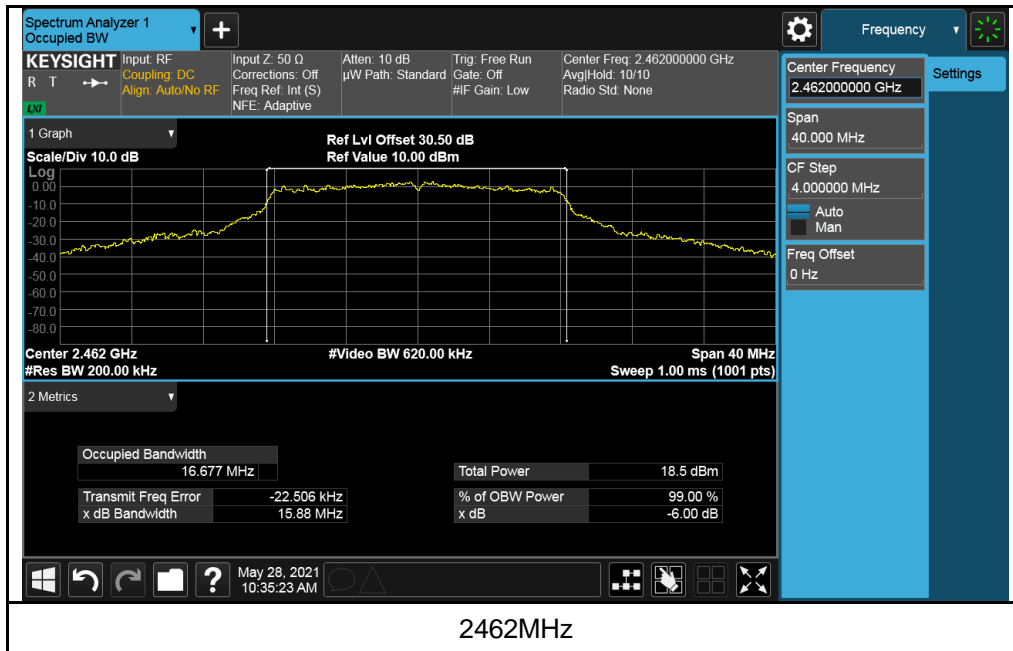 Spectrum Analyzer 1
Occupied BW
+
Frequency
KEYSIGHT
R T
LXI
Input: RF
Coupling: DC
Align: Auto/No RF
Input Z: 50 Ω
Corrections: Off
Freq Ref: Int (S)
NFE: Adaptive
Atten: 10 dB
µW Path: Standard
Trig: Free Run
Gate: Off
#IF Gain: Low
Center Freq: 2.462000000 GHz
Avg|Hold: 10/10
Radio Std: None
Center Frequency
2.462000000 GHz
Settings
Span
40.000 MHz
CF Step
4.000000 MHz
Auto
Man
Freq Offset
0 Hz
1 Graph
Scale/Div 10.0 dB
Ref Lvl Offset 30.50 dB
Ref Value 10.00 dBm
Log
0.00
-10.0
-20.0
-30.0
-40.0
-50.0
-60.0
-70.0
-80.0
Center 2.462 GHz
#Video BW 620.00 kHz
Span 40 MHz
#Res BW 200.00 kHz
Sweep 1.00 ms (1001 pts)
2 Metrics
Occupied Bandwidth
16.677 MHz
Total Power 18.5 dBm
Transmit Freq Error -22.506 kHz
% of OBW Power 99.00 %
x dB Bandwidth 15.88 MHz
x dB -6.00 dB
?
May 28, 2021
10:35:23 AM
2462MHz